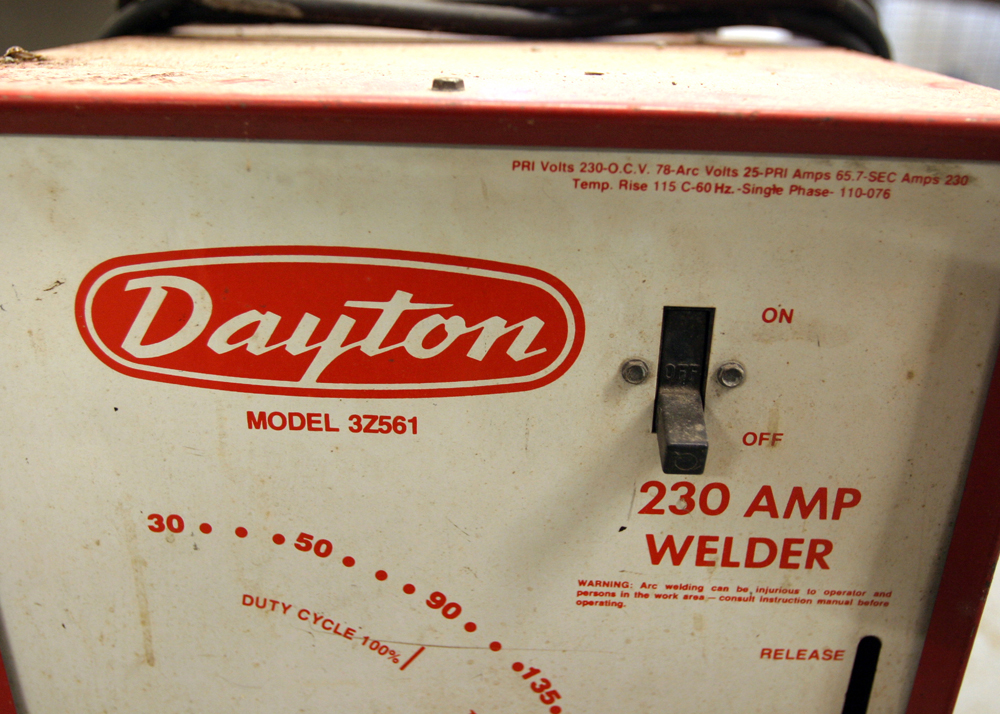 PRI Volts 230-O.C.V. 78-Arc Volts 25-PRI Amps 65.7-SEC Amps 230
Temp. Rise 115 C-60 Hz.-Single Phase- 110-076
Dayton
MODEL 3Z561
ON
OFF
OFF
230 AMP
WELDER
WARNING: Arc welding can be injurious to operator and
persons in the work area — consult instruction manual before
operating.
30 • • • 50 • • • 90 • • • 135 •
DUTY CYCLE 100%
RELEASE